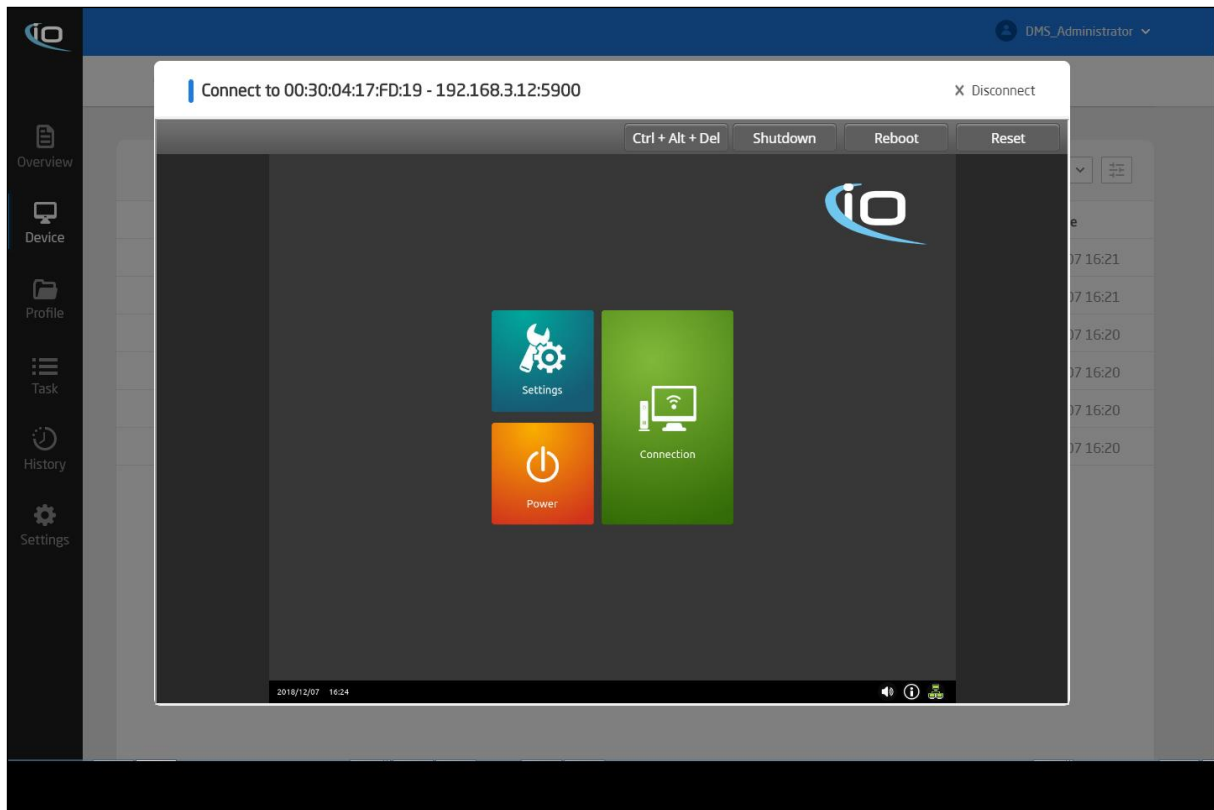 iO
DMS_Administrator
Connect to 00:30:04:17:FD:19 - 192.168.3.12:5900
X Disconnect
Ctrl + Alt + Del Shutdown Reboot Reset
Overview
Device
Profile
Task
History
Settings
iO
Settings
Connection
Power
2018/12/07 16:24
e
07 16:21
07 16:21
07 16:20
07 16:20
07 16:20
07 16:20